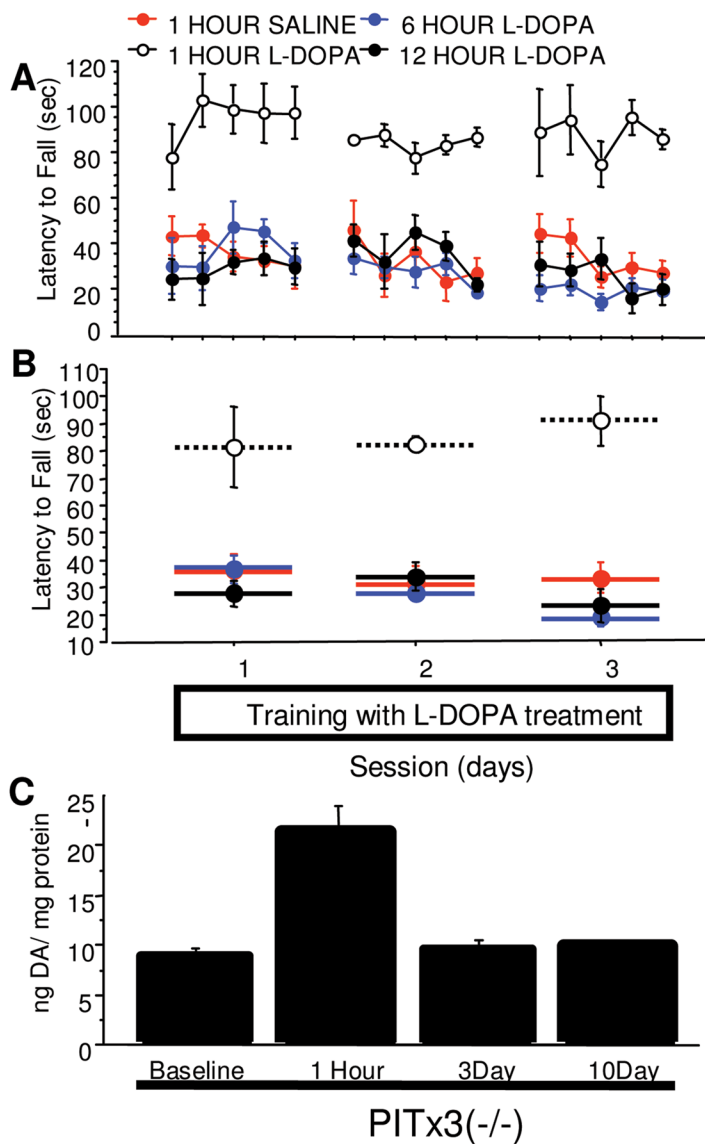 1 HOUR SALINE 6 HOUR L-DOPA
1 HOUR L-DOPA 12 HOUR L-DOPA
A
Latency to Fall (sec)
120
100
80
60
40
20
0
B
Latency to Fall (sec)
110
100
90
80
70
60
50
40
30
20
10
1 2 3
Training with L-DOPA treatment
Session (days)
C
ng DA/ mg protein
25
20
15
10
5
0
Baseline 1 Hour 3Day 10Day
PITx3(-/-)